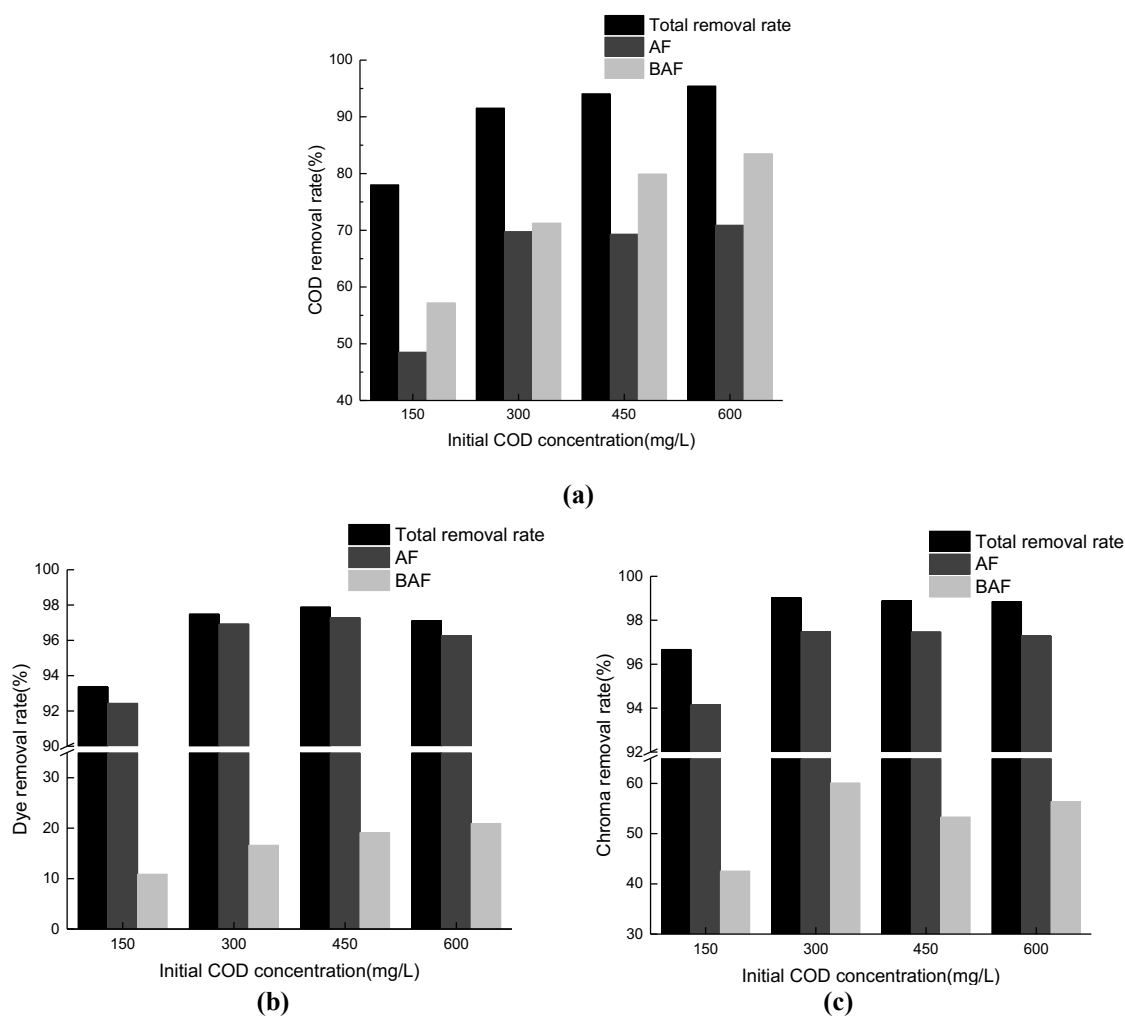 Total removal rate
AF
BAF
COD removal rate(%)
100
90
80
70
60
50
40
150 300 450 600
Initial COD concentration(mg/L)
(a)
Total removal rate
AF
BAF
Dye removal rate(%)
100
98
96
94
92
90
30
20
10
0
150 300 450 600
Initial COD concentration(mg/L)
(b)
Total removal rate
AF
BAF
Chroma removal rate(%)
100
98
96
94
92
60
50
40
30
150 300 450 600
Initial COD concentration(mg/L)
(c)